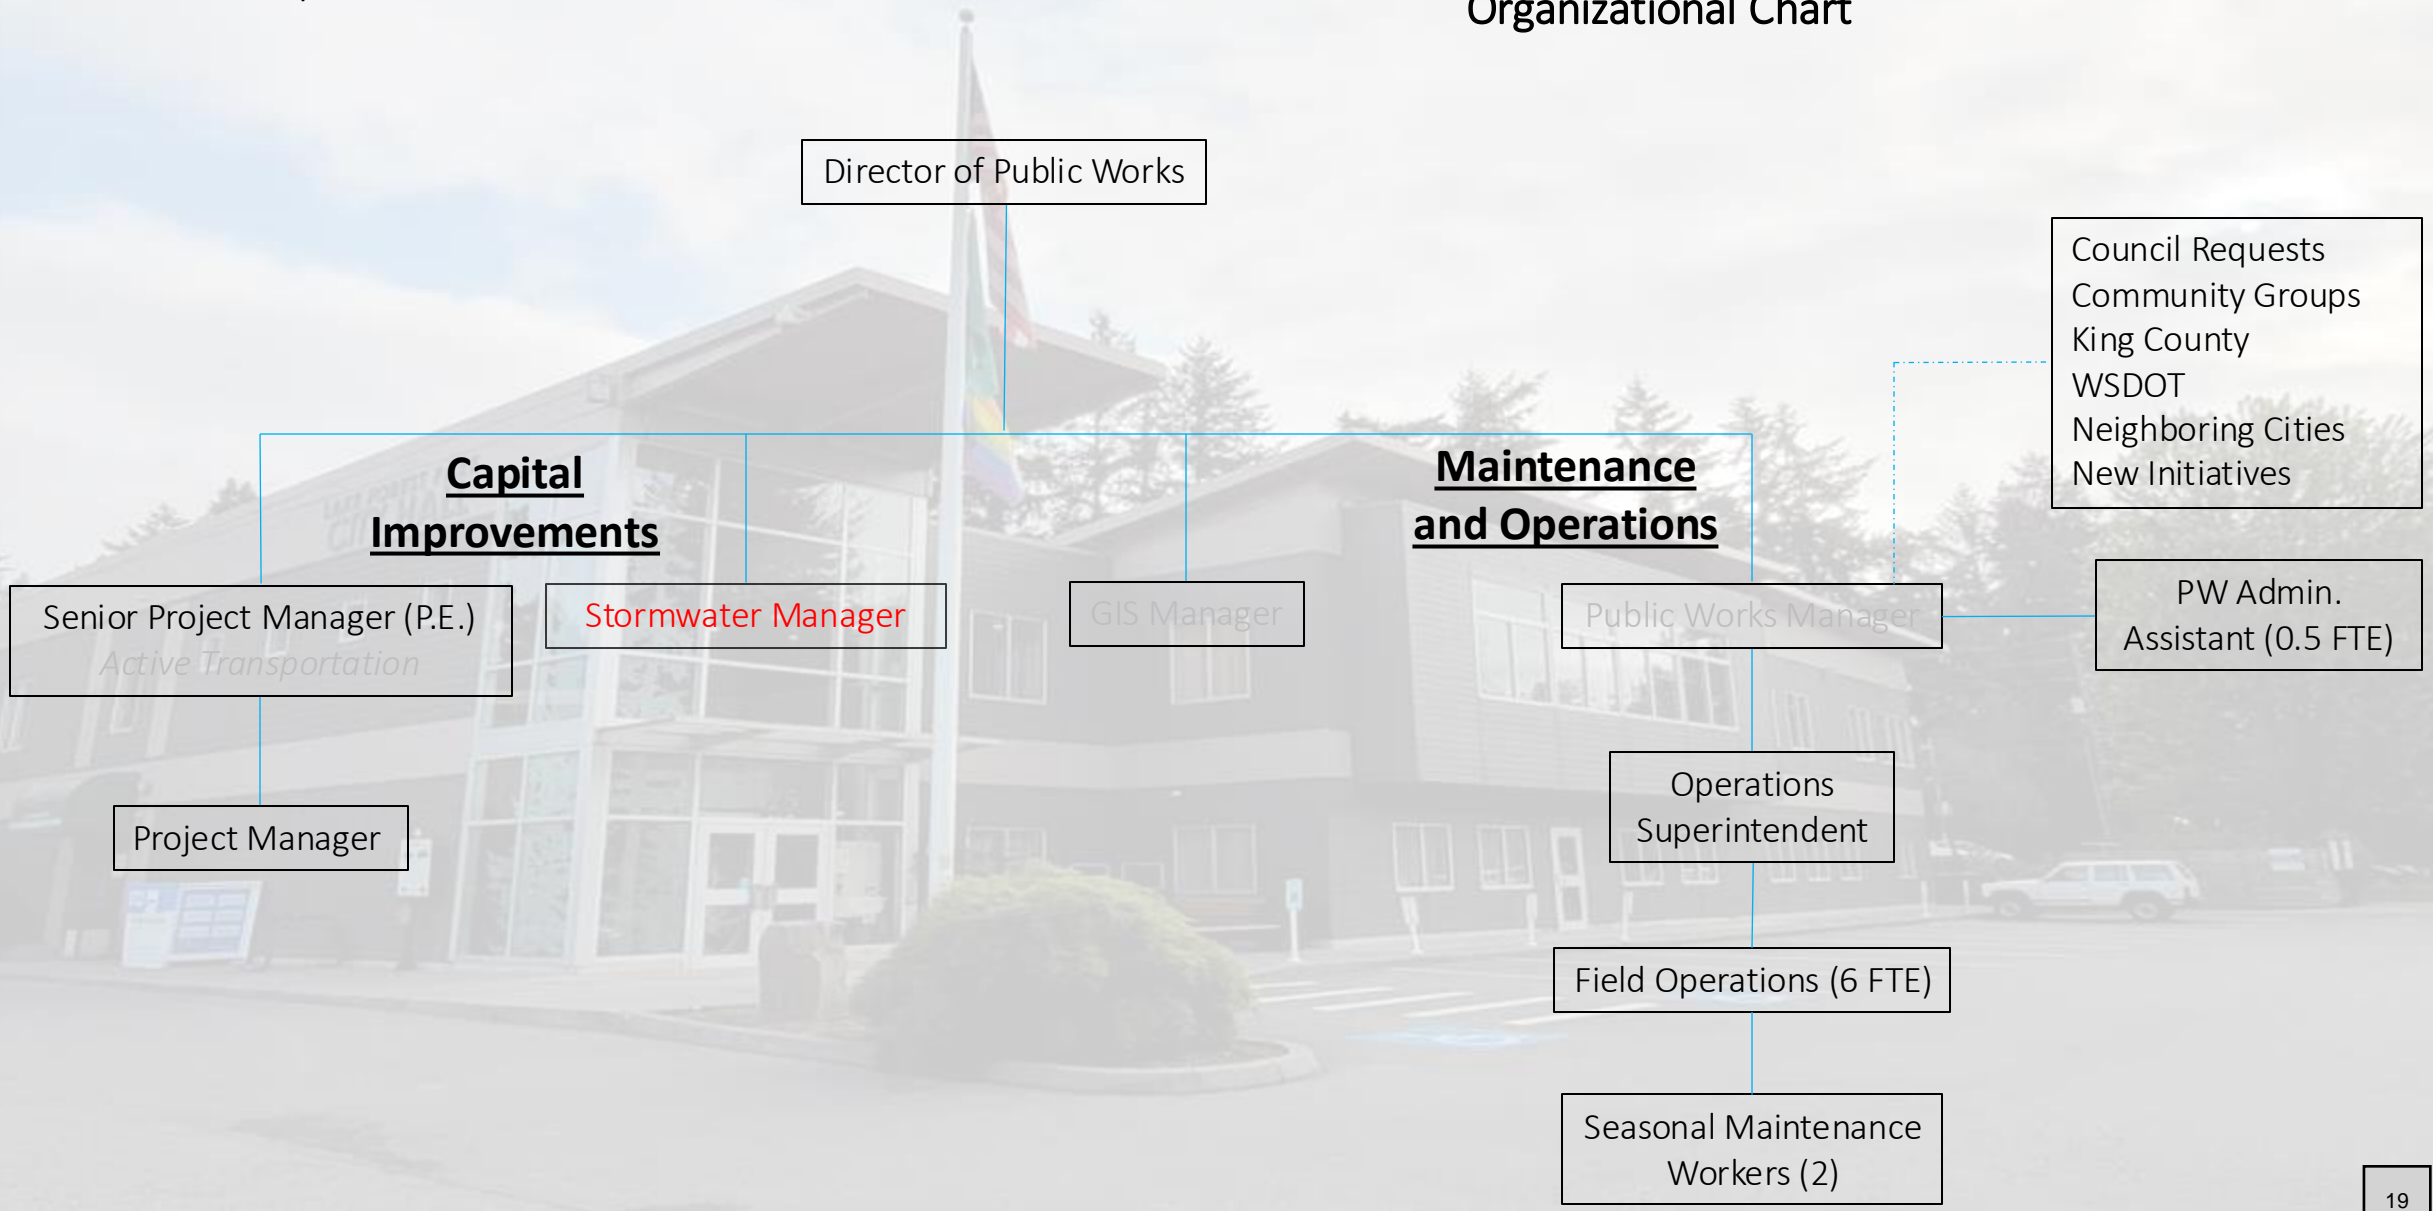 Organizational Chart
Director of Public Works
Council Requests
Community Groups
King County
WSDOT
Neighboring Cities
New Initiatives
Capital
Improvements
Maintenance
and Operations
Senior Project Manager (P.E.)
Active Transportation
Stormwater Manager
GIS Manager
Public Works Manager
PW Admin.
Assistant (0.5 FTE)
Project Manager
Operations
Superintendent
Field Operations (6 FTE)
Seasonal Maintenance
Workers (2)
19